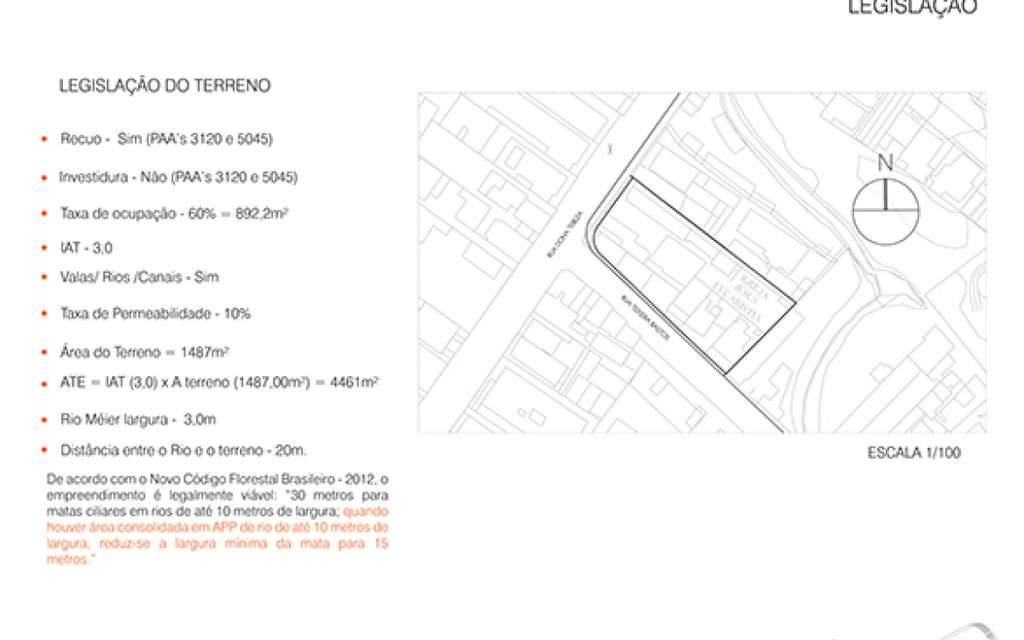 LEGISLAÇÃO
LEGISLAÇÃO DO TERRENO
• Recuo - Sim (PAA's 3120 e 5045)
• Investidura - Não (PAA's 3120 e 5045)
• Taxa de ocupação - 60% = 892,2m²
• IAT - 3,0
• Valas/ Rios /Canais - Sim
• Taxa de Permeabilidade - 10%
• Área do Terreno = 1487m²
• ATE = IAT (3,0) x A terreno (1487,00m²) = 4461m²
• Rio Méier largura - 3,0m
• Distância entre o Rio e o terreno - 20m.
De acordo com o Novo Código Florestal Brasileiro - 2012, o
empreendimento é legalmente viável: "30 metros para
matas ciliares em rios de até 10 metros de largura; quando
houver área consolidada em APP de rio de até 10 metros de
largura, reduz-se a largura mínima da mata para 15
metros."
N
RUA DONA TEREZA
IGREJA
JESUS
EUCARISTIA
RUA TEIXEIRA BASTOS
ESCALA 1/100